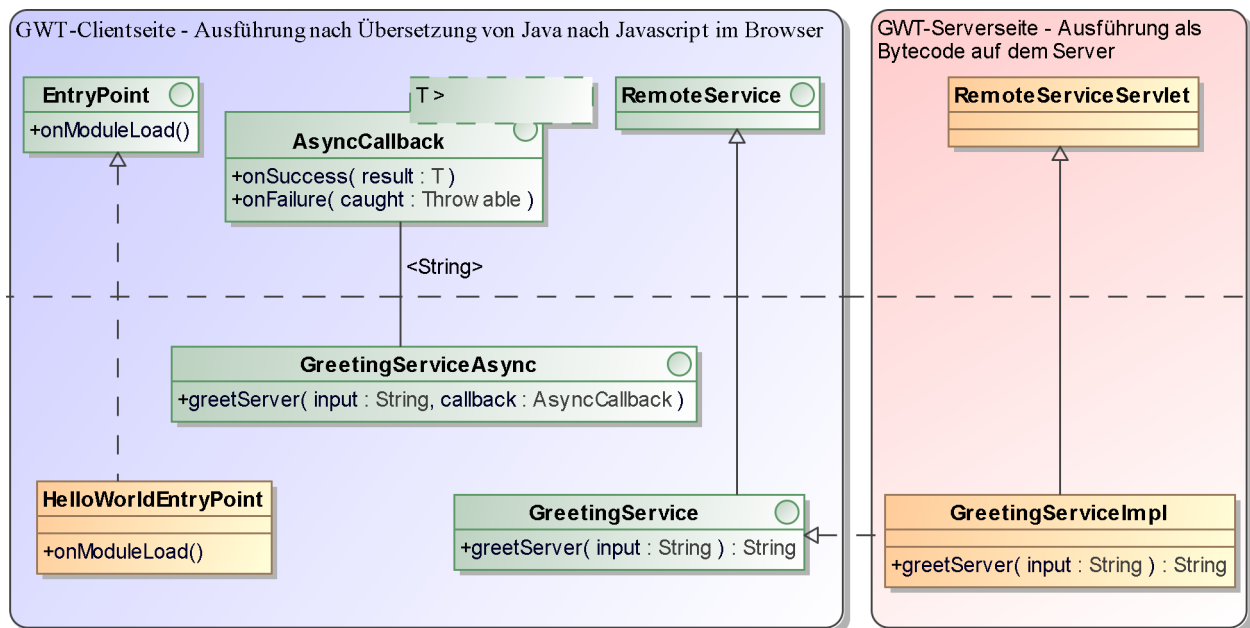 GWT-Clientseite - Ausführung nach Übersetzung von Java nach Javascript im Browser
GWT-Serverseite - Ausführung als
Bytecode auf dem Server
EntryPoint
+onModuleLoad()
T >
AsyncCallback
+onSuccess( result : T )
+onFailure( caught : Throwable )
RemoteService
RemoteServiceServlet
<String>
GreetingServiceAsync
+greetServer( input : String, callback : AsyncCallback )
HelloWorldEntryPoint
+onModuleLoad()
GreetingService
+greetServer( input : String ) : String
GreetingServiceImpl
+greetServer( input : String ) : String